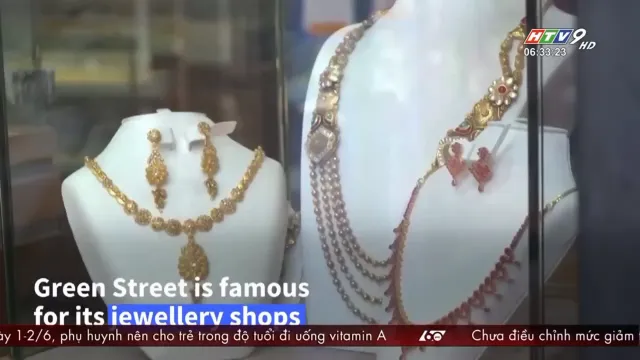 HTV9 HD
06:33:23
Green Street is famous
for its jewellery shops
ày 1-2/6, phụ huynh nên cho trẻ trong độ tuổi đi uống vitamin A
60
Chưa điều chỉnh mức giảm